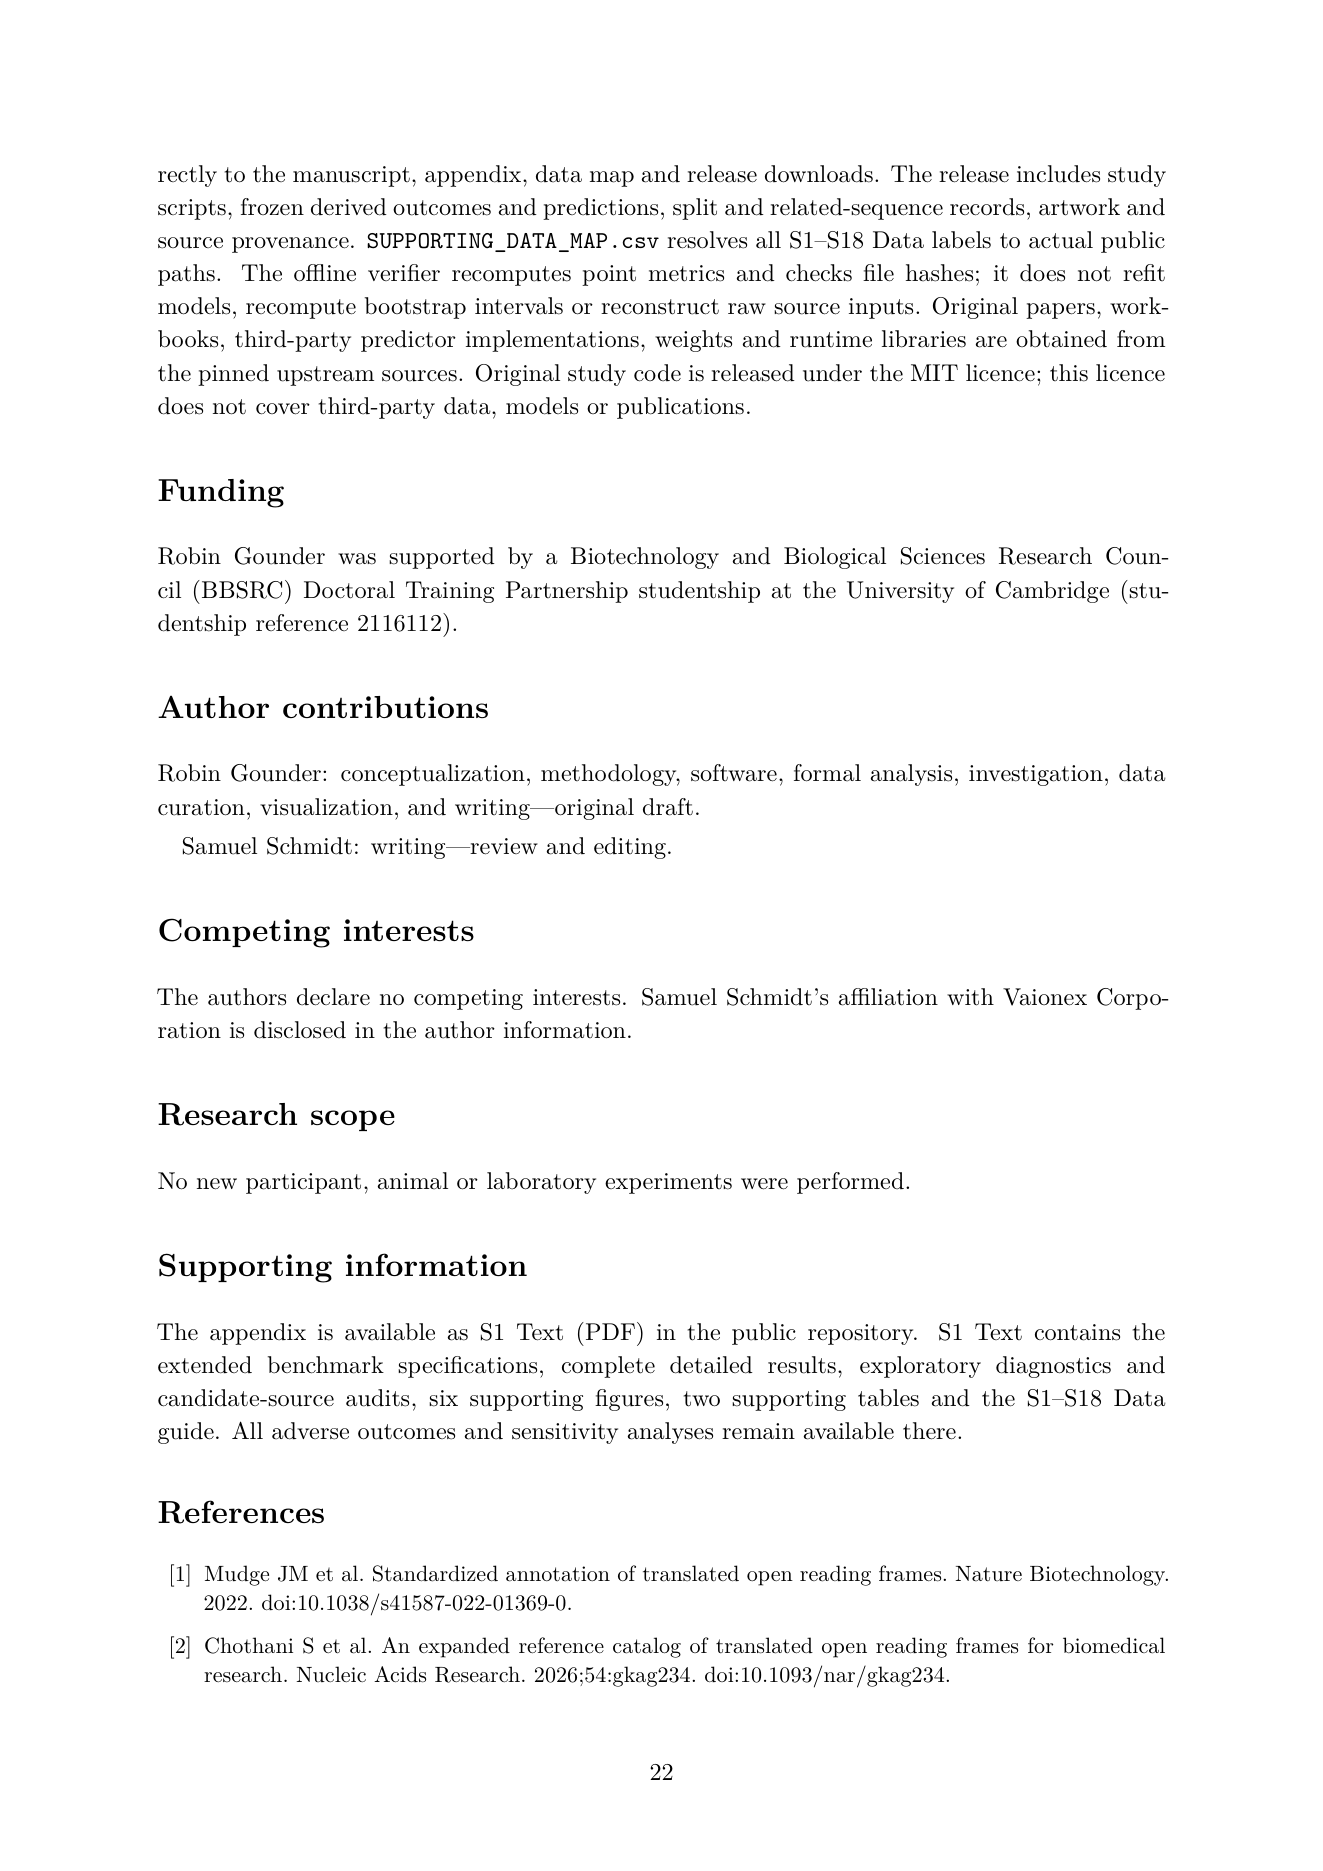 rectly to the manuscript, appendix, data map and release downloads. The release includes study
scripts, frozen derived outcomes and predictions, split and related-sequence records, artwork and
source provenance. SUPPORTING_DATA_MAP.csv resolves all S1–S18 Data labels to actual public
paths. The offline verifier recomputes point metrics and checks file hashes; it does not refit
models, recompute bootstrap intervals or reconstruct raw source inputs. Original papers, work-
books, third-party predictor implementations, weights and runtime libraries are obtained from
the pinned upstream sources. Original study code is released under the MIT licence; this licence
does not cover third-party data, models or publications.
Funding
Robin Gounder was supported by a Biotechnology and Biological Sciences Research Coun-
cil (BBSRC) Doctoral Training Partnership studentship at the University of Cambridge (stu-
dentship reference 2116112).
Author contributions
Robin Gounder: conceptualization, methodology, software, formal analysis, investigation, data
curation, visualization, and writing—original draft.
Samuel Schmidt: writing—review and editing.
Competing interests
The authors declare no competing interests. Samuel Schmidt’s affiliation with Vaionex Corpo-
ration is disclosed in the author information.
Research scope
No new participant, animal or laboratory experiments were performed.
Supporting information
The appendix is available as S1 Text (PDF) in the public repository. S1 Text contains the
extended benchmark specifications, complete detailed results, exploratory diagnostics and
candidate-source audits, six supporting figures, two supporting tables and the S1–S18 Data
guide. All adverse outcomes and sensitivity analyses remain available there.
References
[1] Mudge JM et al. Standardized annotation of translated open reading frames. Nature Biotechnology.
2022. doi:10.1038/s41587-022-01369-0.
[2] Chothani S et al. An expanded reference catalog of translated open reading frames for biomedical
research. Nucleic Acids Research. 2026;54:gkag234. doi:10.1093/nar/gkag234.
22